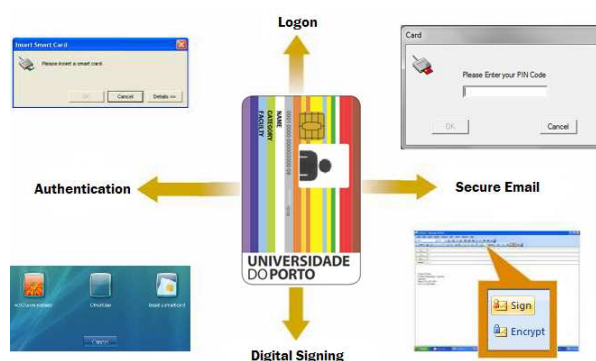 Logon
Insert Smart Card
Please insert a smart card.
OK
Cancel
Details >>
Card
Please Enter your PIN Code
OK
Cancel
NAME
CATEGORY
FACULTY
Authentication
Secure Email
UNIVERSIDADE
DO PORTO
Cancel
Sign
Encrypt
Digital Signing